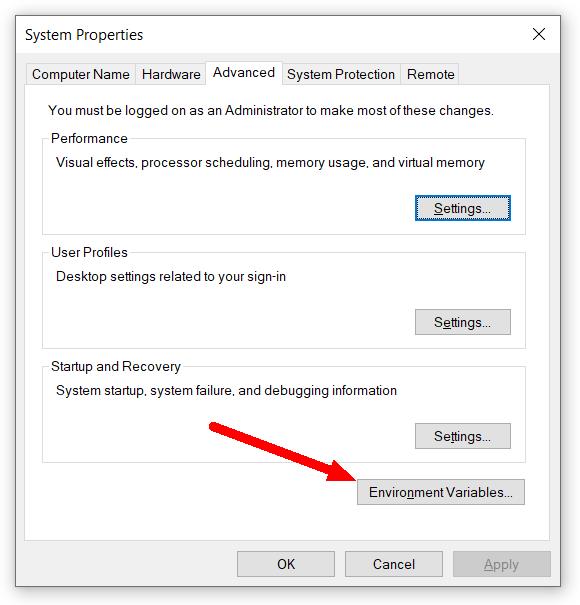 System Properties
Computer Name Hardware Advanced System Protection Remote
You must be logged on as an Administrator to make most of these changes.
Performance
Visual effects, processor scheduling, memory usage, and virtual memory
Settings...
User Profiles
Desktop settings related to your sign-in
Settings...
Startup and Recovery
System startup, system failure, and debugging information
Settings...
Environment Variables...
OK Cancel Apply